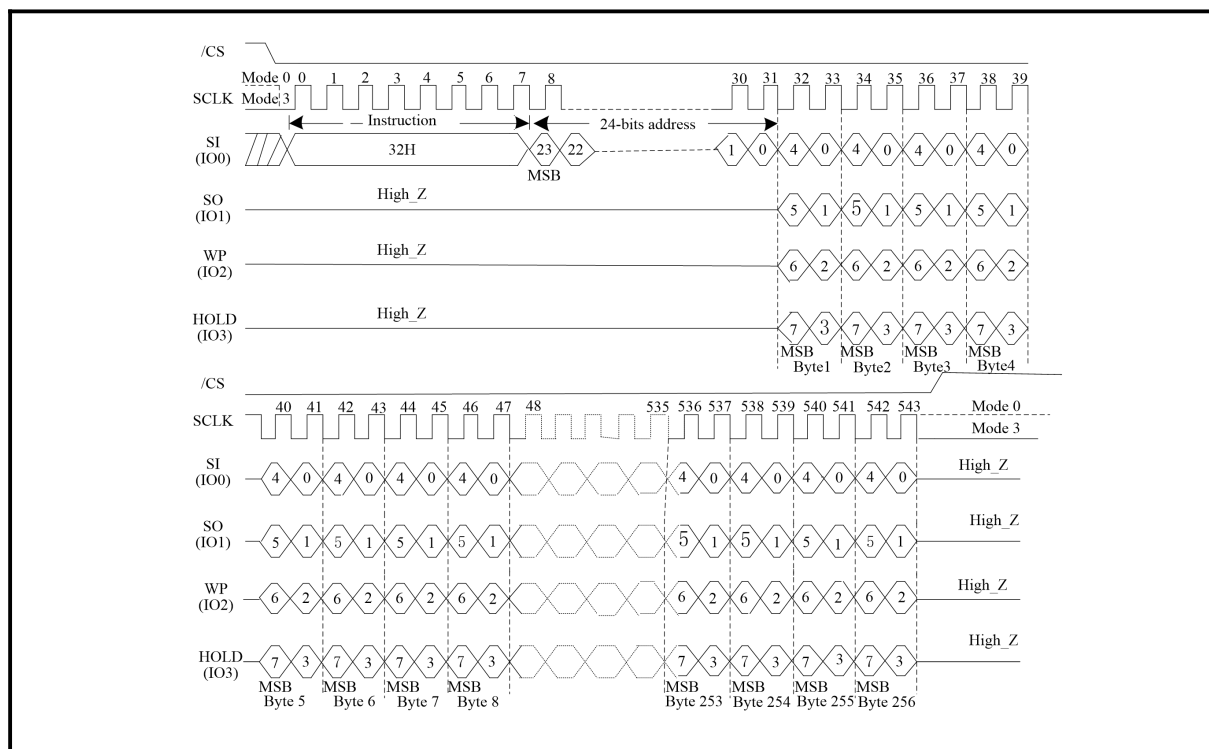 /CS
Mode 0 0 1 2 3 4 5 6 7 8 30 31 32 33 34 35 36 37 38 39
SCLK Mode 3
Instruction 24-bits address
SI 32H 23 22 1 0 4 0 4 0 4 0 4 0
(IO0) MSB
High_Z
SO 5 1 5 1 5 1 5 1
(IO1)
High_Z
WP 6 2 6 2 6 2 6 2
(IO2)
High_Z
HOLD 7 3 7 3 7 3 7 3
(IO3)
MSB MSB MSB MSB
Byte1 Byte2 Byte3 Byte4
/CS
40 41 42 43 44 45 46 47 48 535 536 537 538 539 540 541 542 543 Mode 0
SCLK Mode 3
SI 4 0 4 0 4 0 4 0 4 0 4 0 4 0 4 0 High_Z
(IO0)
SO 5 1 5 1 5 1 5 1 5 1 5 1 5 1 5 1 High_Z
(IO1)
WP 6 2 6 2 6 2 6 2 6 2 6 2 6 2 6 2 High_Z
(IO2)
HOLD 7 3 7 3 7 3 7 3 7 3 7 3 7 3 7 3 High_Z
(IO3)
MSB MSB MSB MSB MSB MSB MSB MSB
Byte 5 Byte 6 Byte 7 Byte 8 Byte 253 Byte 254 Byte 255 Byte 256